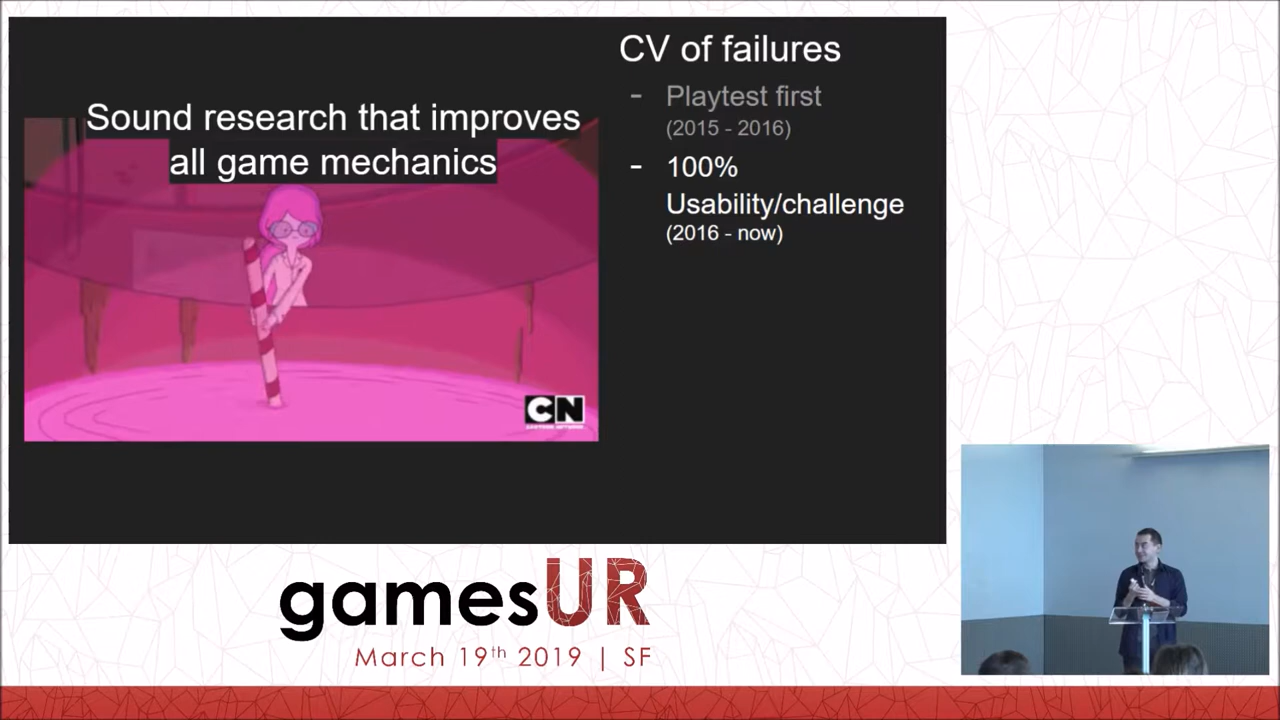 Sound research that improves
all game mechanics
CN
CV of failures
- Playtest first
(2015 - 2016)
- 100%
Usability/challenge
(2016 - now)
gamesUR
March 19th 2019 | SF